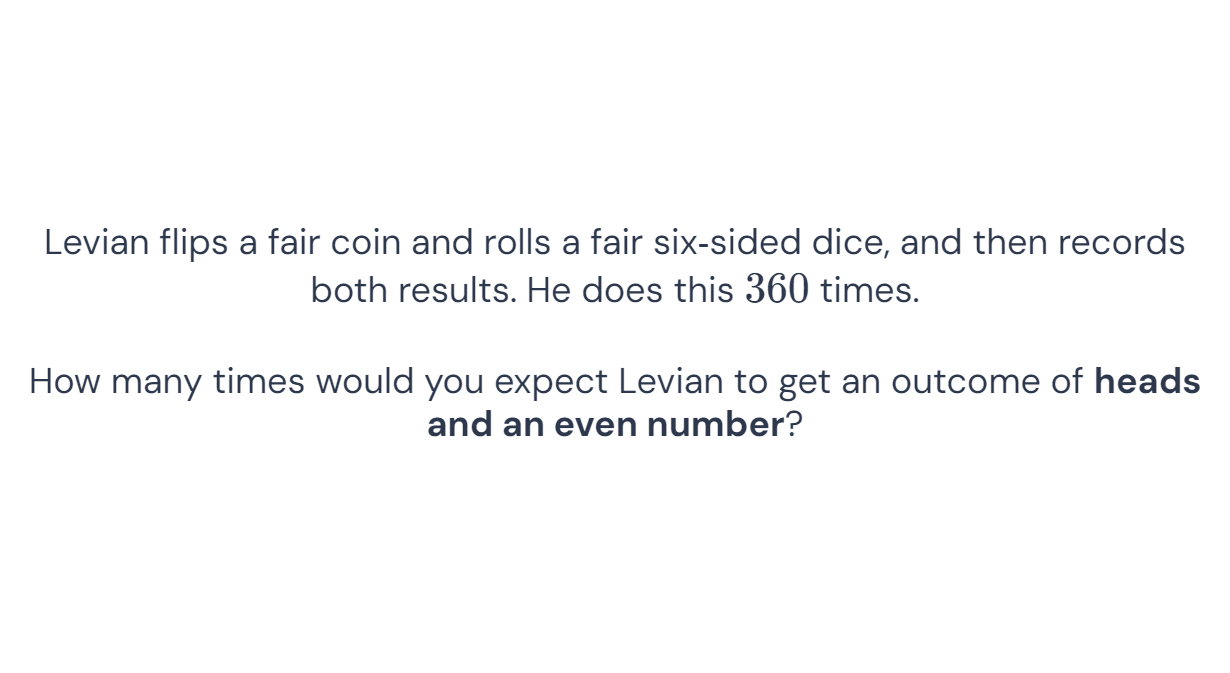 Levian flips a fair coin and rolls a fair six-sided dice, and then records
both results. He does this 360 times.
How many times would you expect Levian to get an outcome of heads
and an even number?